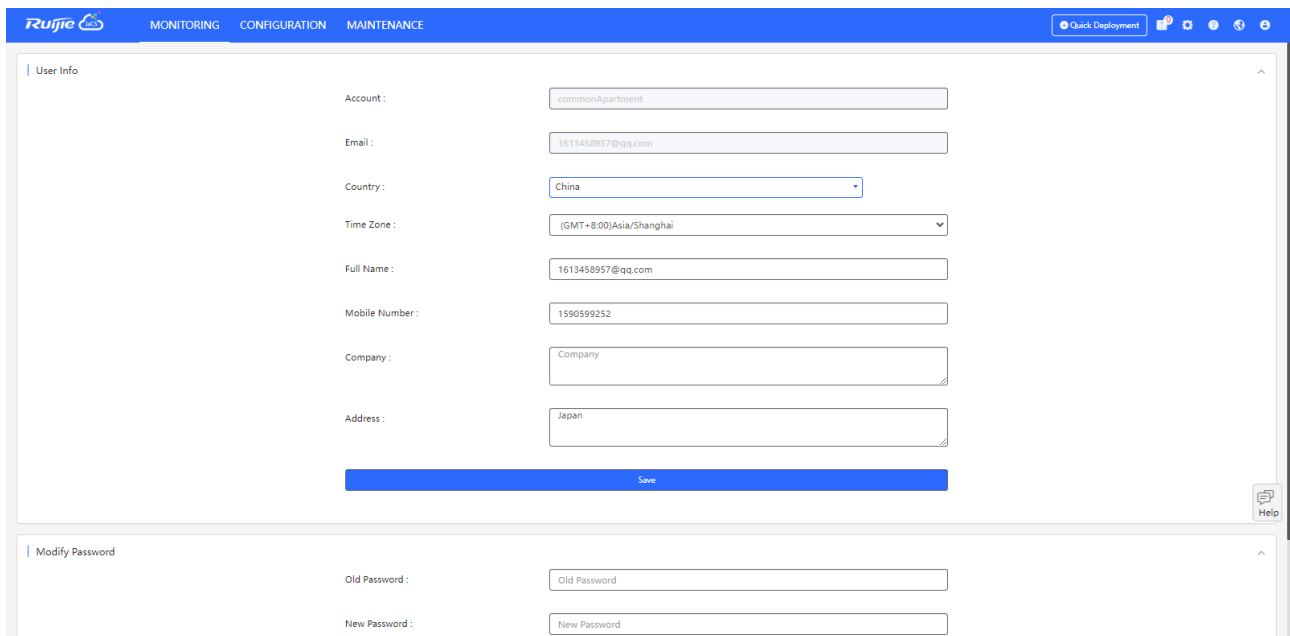 Ruijie JaCS MONITORING CONFIGURATION MAINTENANCE Quick Deployment 0
User Info
Account : commonApartment
Email : 1613458957@qq.com
Country : China
Time Zone : (GMT+8:00)Asia/Shanghai
Full Name : 1613458957@qq.com
Mobile Number : 1590599252
Company : Company
Address : Japan
Save
Help
Modify Password
Old Password : Old Password
New Password : New Password